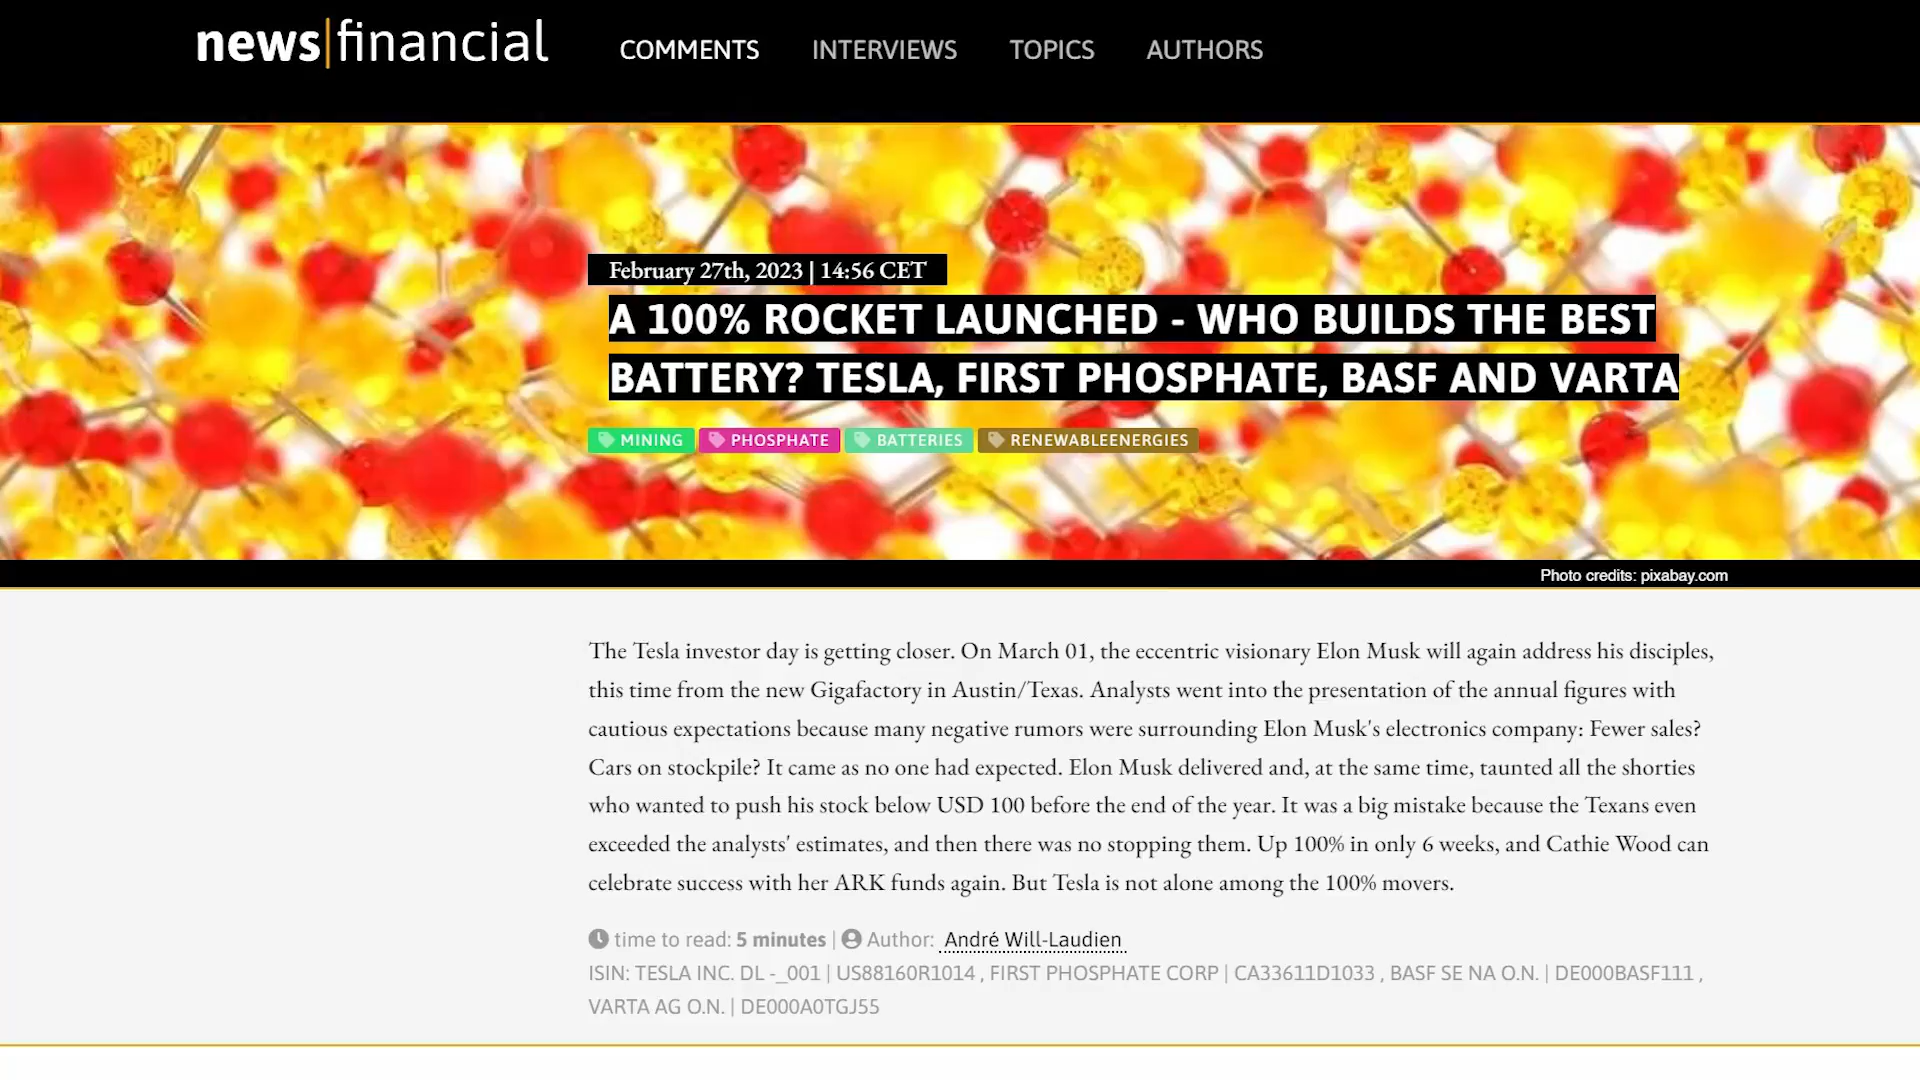 news|financial
COMMENTS INTERVIEWS TOPICS AUTHORS
February 27th, 2023 | 14:56 CET
A 100% ROCKET LAUNCHED - WHO BUILDS THE BEST
BATTERY? TESLA, FIRST PHOSPHATE, BASF AND VARTA
MINING PHOSPHATE BATTERIES RENEWABLEENERGIES
Photo credits: pixabay.com
The Tesla investor day is getting closer. On March 01, the eccentric visionary Elon Musk will again address his disciples,
this time from the new Gigafactory in Austin/Texas. Analysts went into the presentation of the annual figures with
cautious expectations because many negative rumors were surrounding Elon Musk's electronics company: Fewer sales?
Cars on stockpile? It came as no one had expected. Elon Musk delivered and, at the same time, taunted all the shorties
who wanted to push his stock below USD 100 before the end of the year. It was a big mistake because the Texans even
exceeded the analysts' estimates, and then there was no stopping them. Up 100% in only 6 weeks, and Cathie Wood can
celebrate success with her ARK funds again. But Tesla is not alone among the 100% movers.
time to read: 5 minutes | Author: André Will-Laudien
ISIN: TESLA INC. DL -_001 | US88160R1014 , FIRST PHOSPHATE CORP | CA33611D1033 , BASF SE NA O.N. | DE000BASF111 ,
VARTA AG O.N. | DE000A0TGJ55